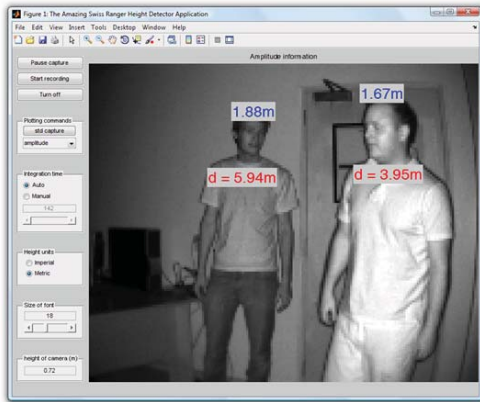 Figure 1: The Amazing Swiss Ranger Height Detector Application
File Edit View Insert Tools Desktop Window Help
Amplitude information
Pause capture
Start recording
Turn off
Plotting commands
std capture
amplitude
Integration time
Auto
Manual
142
Height units
Imperial
Metric
Size of font
18
height of camera (m)
0.72
1.88m
1.67m
d = 5.94m
d = 3.95m